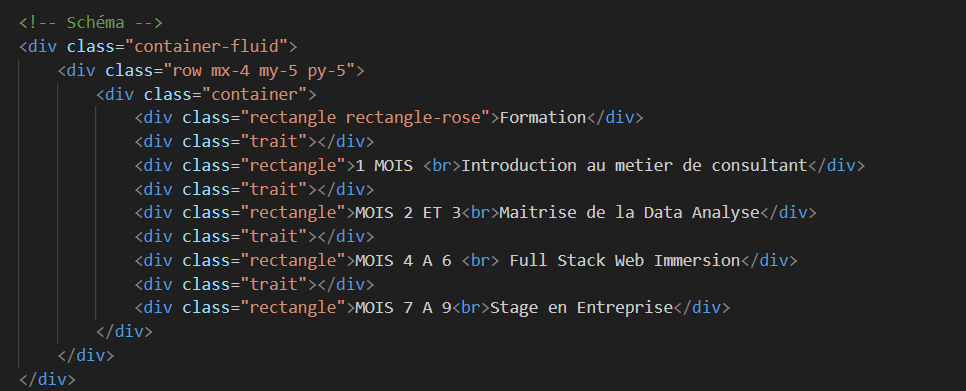 <!-- Schéma -->
<div class="container-fluid">
<div class="row mx-4 my-5 py-5">
<div class="container">
<div class="rectangle rectangle-rose">Formation</div>
<div class="trait"></div>
<div class="rectangle">1 MOIS <br>Introduction au metier de consultant</div>
<div class="trait"></div>
<div class="rectangle">MOIS 2 ET 3<br>Maitrise de la Data Analyse</div>
<div class="trait"></div>
<div class="rectangle">MOIS 4 A 6 <br> Full Stack Web Immersion</div>
<div class="trait"></div>
<div class="rectangle">MOIS 7 A 9<br>Stage en Entreprise</div>
</div>
</div>
</div>